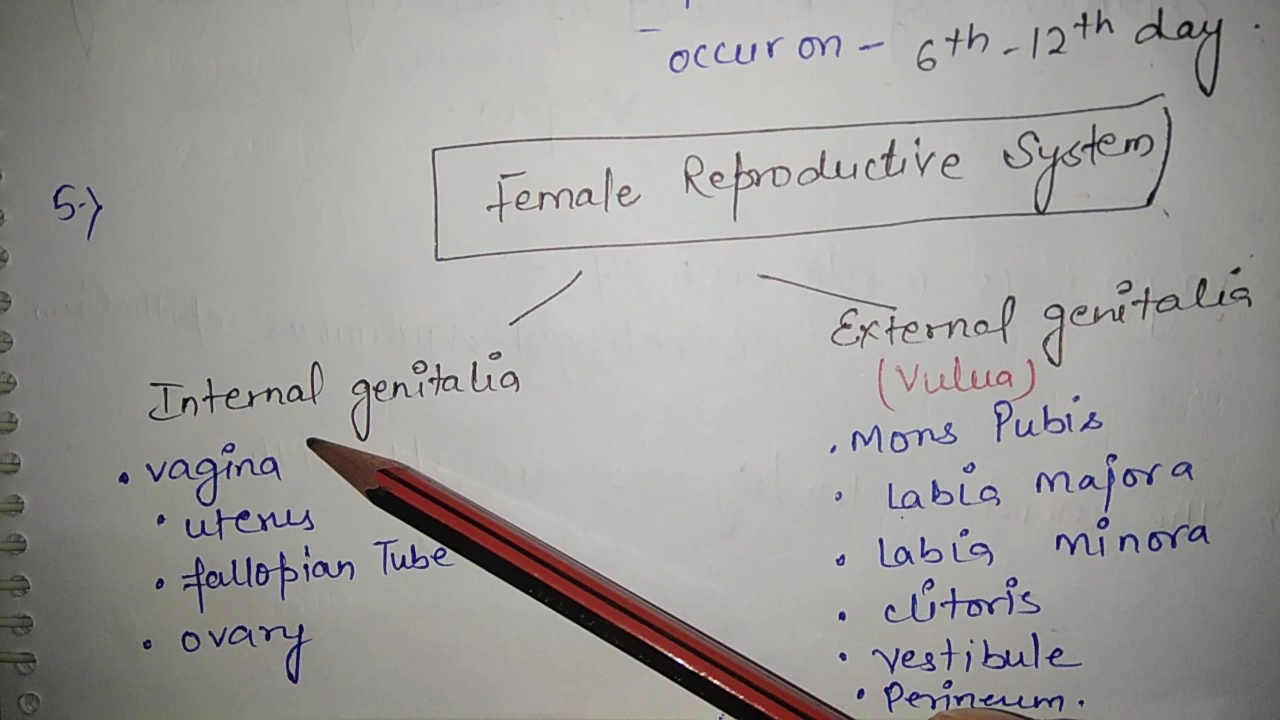 - occur on - 6th - 12th day.
5.)
Female Reproductive System
Internal genitalia
• vagina
• uterus
• fallopian Tube
• ovary
External genitalia
(Vulua)
• Mons Pubis
• Labia majora
• Labia minora
• clitoris
• vestibule
• Perineum.